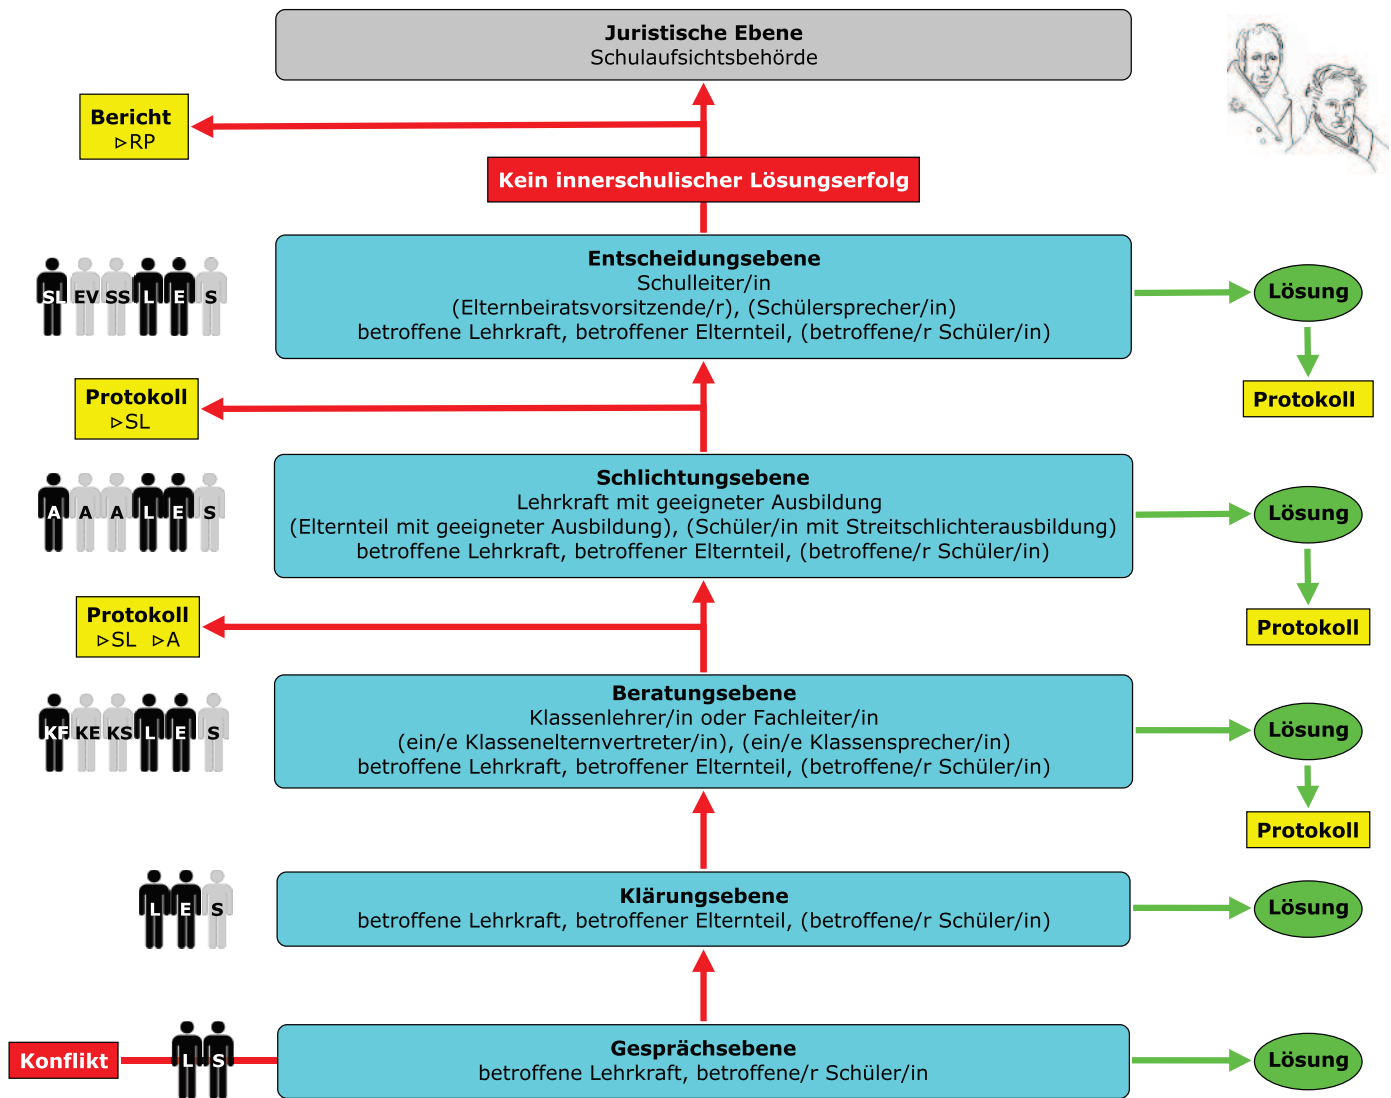 Juristische Ebene
Schulaufsichtsbehörde
Bericht
▹RP
Kein innerschulischer Lösungserfolg
SL EV SS L E S
Entscheidungsebene
Schulleiter/in
(Elternbeiratsvorsitzende/r), (Schülersprecher/in)
betroffene Lehrkraft, betroffener Elternteil, (betroffene/r Schüler/in)
Lösung
Protokoll
Protokoll
▹SL
A A A L E S
Schlichtungsebene
Lehrkraft mit geeigneter Ausbildung
(Elternteil mit geeigneter Ausbildung), (Schüler/in mit Streitschlichterausbildung)
betroffene Lehrkraft, betroffener Elternteil, (betroffene/r Schüler/in)
Lösung
Protokoll
Protokoll
▹SL ▹A
KF KE KS L E S
Beratungsebene
Klassenlehrer/in oder Fachleiter/in
(ein/e Klassenelternvertreter/in), (ein/e Klassensprecher/in)
betroffene Lehrkraft, betroffener Elternteil, (betroffene/r Schüler/in)
Lösung
Protokoll
L E S
Klärungsebene
betroffene Lehrkraft, betroffener Elternteil, (betroffene/r Schüler/in)
Lösung
Konflikt
L S
Gesprächsebene
betroffene Lehrkraft, betroffene/r Schüler/in
Lösung